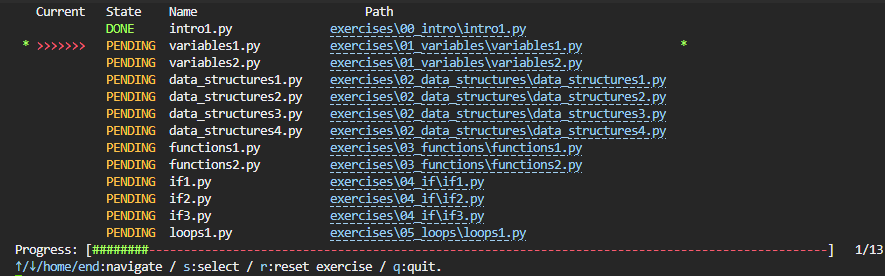 Current State Name Path
DONE intro1.py exercises\00_intro\intro1.py
* >>>>>>> PENDING variables1.py exercises\01_variables\variables1.py *
PENDING variables2.py exercises\01_variables\variables2.py
PENDING data_structures1.py exercises\02_data_structures\data_structures1.py
PENDING data_structures2.py exercises\02_data_structures\data_structures2.py
PENDING data_structures3.py exercises\02_data_structures\data_structures3.py
PENDING data_structures4.py exercises\02_data_structures\data_structures4.py
PENDING functions1.py exercises\03_functions\functions1.py
PENDING functions2.py exercises\03_functions\functions2.py
PENDING if1.py exercises\04_if\if1.py
PENDING if2.py exercises\04_if\if2.py
PENDING if3.py exercises\04_if\if3.py
PENDING loops1.py exercises\05_loops\loops1.py
Progress: [########-------------------------------------------------------------------------------------------------] 1/13
↑/↓/home/end:navigate / s:select / r:reset exercise / q:quit.